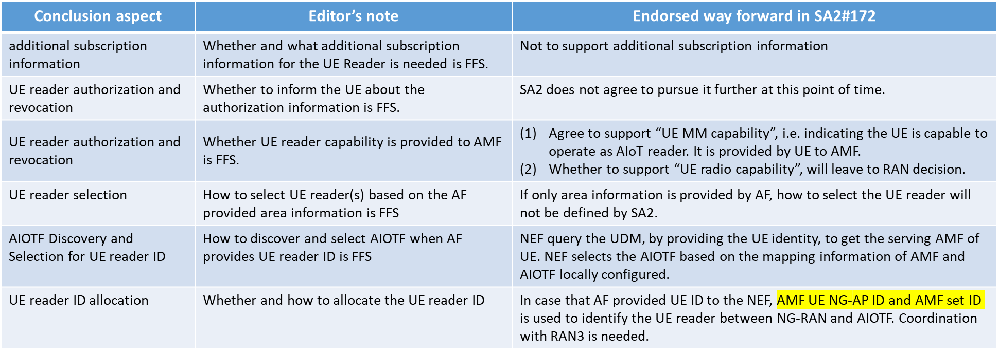 Conclusion aspect
Editor’s note
Endorsed way forward in SA2#172
additional subscription
information
Whether and what additional subscription
information for the UE Reader is needed is FFS.
Not to support additional subscription information
UE reader authorization and
revocation
Whether to inform the UE about the
authorization information is FFS.
SA2 does not agree to pursue it further at this point of time.
UE reader authorization and
revocation
Whether UE reader capability is provided to AMF
is FFS.
(1) Agree to support “UE MM capability”, i.e. indicating the UE is capable to
operate as AIoT reader. It is provided by UE to AMF.
(2) Whether to support “UE radio capability”, will leave to RAN decision.
UE reader selection
How to select UE reader(s) based on the AF
provided area information is FFS
If only area information is provided by AF, how to select the UE reader will
not be defined by SA2.
AIOTF Discovery and
Selection for UE reader ID
How to discover and select AIOTF when AF
provides UE reader ID is FFS
NEF query the UDM, by providing the UE identity, to get the serving AMF of
UE. NEF selects the AIOTF based on the mapping information of AMF and
AIOTF locally configured.
UE reader ID allocation
Whether and how to allocate the UE reader ID
In case that AF provided UE ID to the NEF, AMF UE NG-AP ID and AMF set ID
is used to identify the UE reader between NG-RAN and AIOTF. Coordination
with RAN3 is needed.